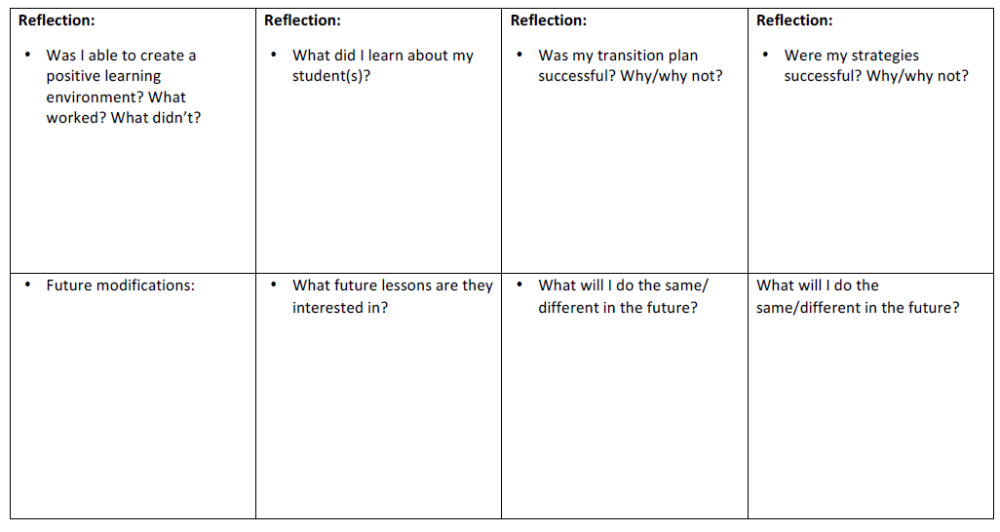 Reflection:
• Was I able to create a
positive learning
environment? What
worked? What didn’t?
Reflection:
• What did I learn about my
student(s)?
Reflection:
• Was my transition plan
successful? Why/why not?
Reflection:
• Were my strategies
successful? Why/why not?
• Future modifications:
• What future lessons are they
interested in?
• What will I do the same/
different in the future?
What will I do the
same/different in the future?